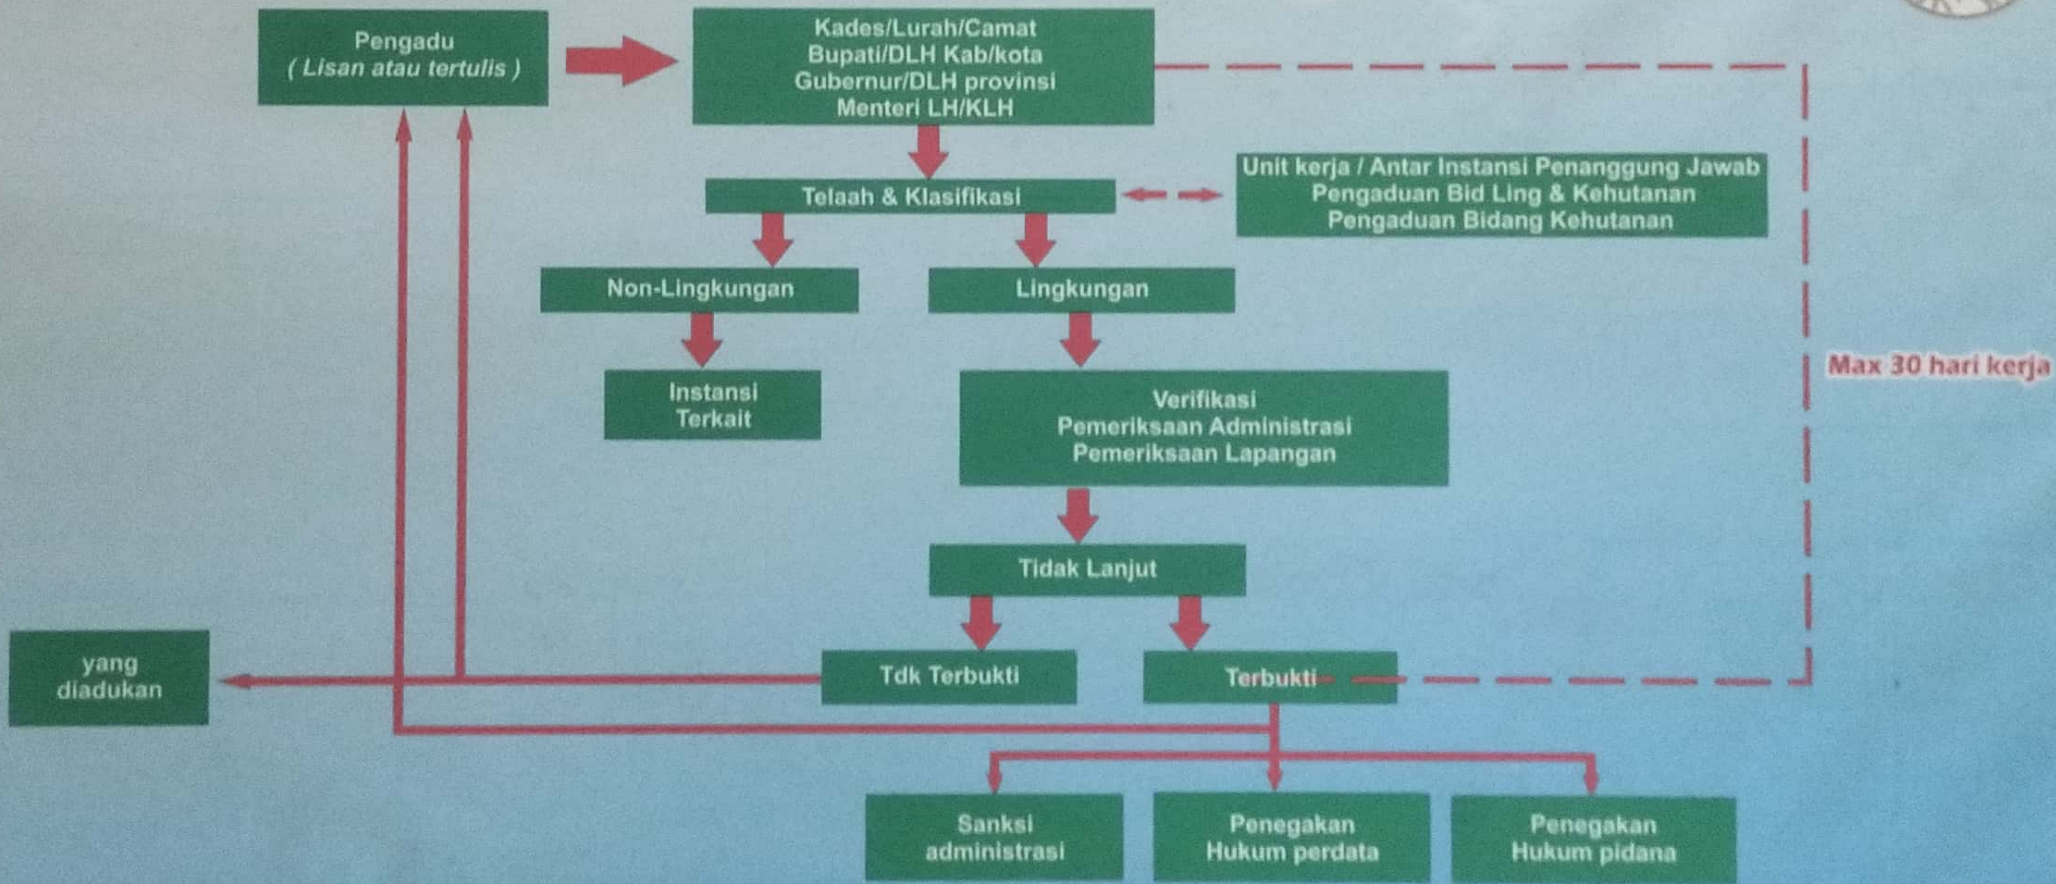 Pengadu
( Lisan atau tertulis )
Kades/Lurah/Camat
Bupati/DLH Kab/kota
Gubernur/DLH provinsi
Menteri LH/KLH
Telaah & Klasifikasi
Unit kerja / Antar Instansi Penanggung Jawab
Pengaduan Bid Ling & Kehutanan
Pengaduan Bidang Kehutanan
Non-Lingkungan
Lingkungan
Max 30 hari kerja
Instansi
Terkait
Verifikasi
Pemeriksaan Administrasi
Pemeriksaan Lapangan
Tidak Lanjut
yang
diadukan
Tdk Terbukti
Terbukti
Sanksi
administrasi
Penegakan
Hukum perdata
Penegakan
Hukum pidana